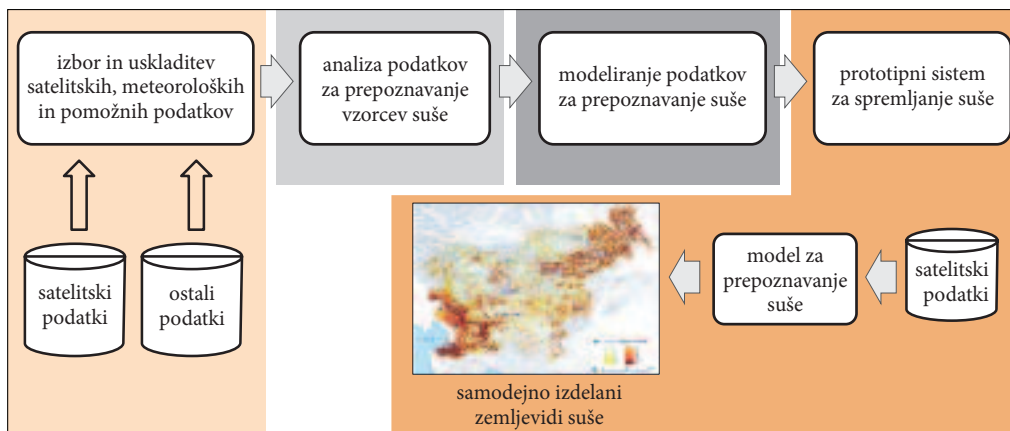 izbor in uskladitev
satelitskih, meteoroloških
in pomožnih podatkov
analiza podatkov
za prepoznavanje
vzorcev suše
modeliranje podatkov
za prepoznavanje suše
prototipni sistem
za spremljanje suše
satelitski
podatki
ostali
podatki
model za
prepoznavanje
suše
satelitski
podatki
samodejno izdelani
zemljevidi suše